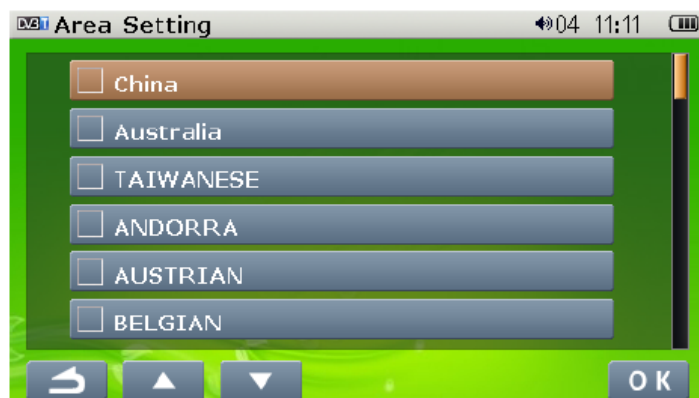 DVB T Area Setting 04 11:11
China
Australia
TAIWANESE
ANDORRA
AUSTRIAN
BELGIAN
OK